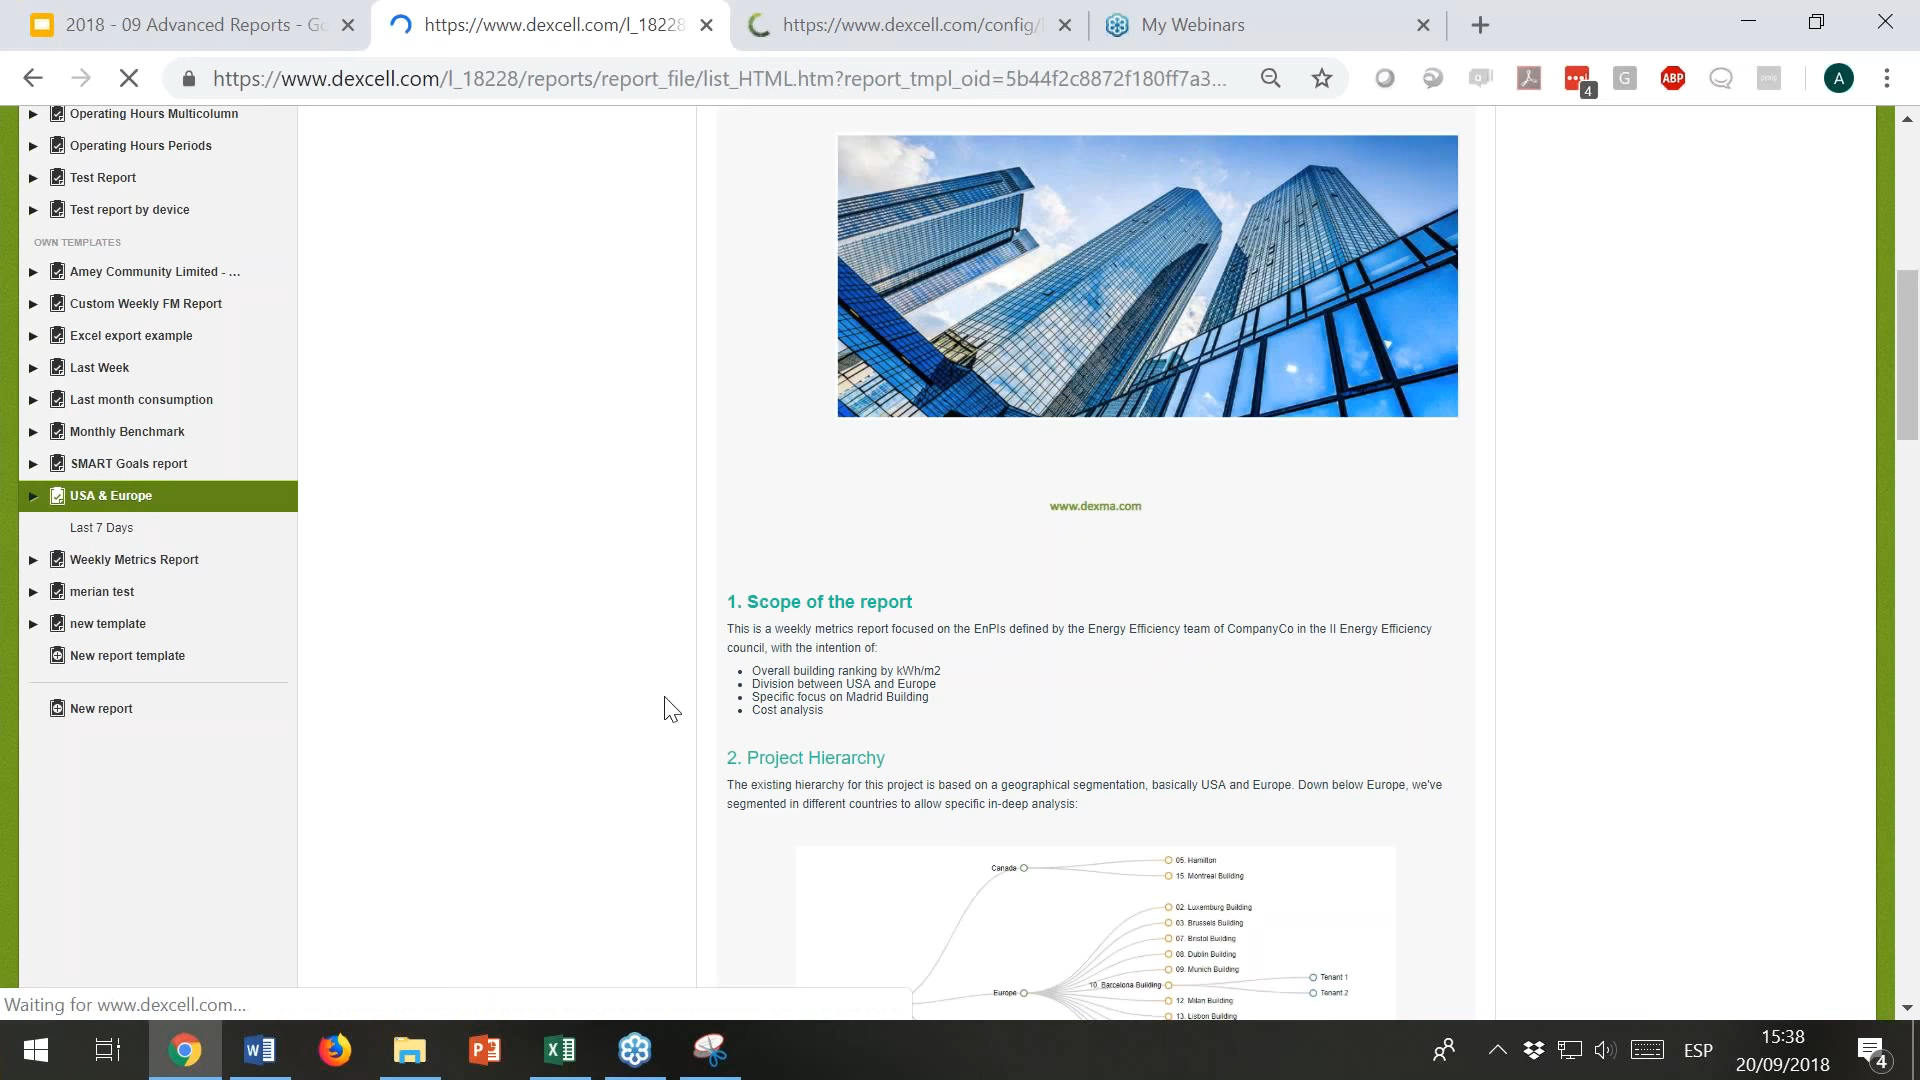 2018 - 09 Advanced Reports - Go
https://www.dexcell.com/l_18228
https://www.dexcell.com/config/
My Webinars
https://www.dexcell.com/l_18228/reports/report_file/list_HTML.htm?report_tmpl_oid=5b44f2c8872f180ff7a3...
4
G
ABP
A
Operating Hours Multicolumn
Operating Hours Periods
Test Report
Test report by device
OWN TEMPLATES
Amey Community Limited - ...
Custom Weekly FM Report
Excel export example
Last Week
Last month consumption
Monthly Benchmark
SMART Goals report
USA & Europe
Last 7 Days
Weekly Metrics Report
merian test
new template
New report template
New report
www.dexma.com
1. Scope of the report
This is a weekly metrics report focused on the EnPIs defined by the Energy Efficiency team of CompanyCo in the II Energy Efficiency
council, with the intention of:
Overall building ranking by kWh/m2
Division between USA and Europe
Specific focus on Madrid Building
Cost analysis
2. Project Hierarchy
The existing hierarchy for this project is based on a geographical segmentation, basically USA and Europe. Down below Europe, we've
segmented in different countries to allow specific in-deep analysis:
Canada
05. Hamilton
15. Montreal Building
02. Luxemburg Building
03. Brussels Building
07. Bristol Building
08. Dublin Building
09. Munich Building
Europe
10. Barcelona Building
Tenant 1
Tenant 2
12. Milan Building
13. Lisbon Building
Waiting for www.dexcell.com...
ESP
15:38
20/09/2018
4